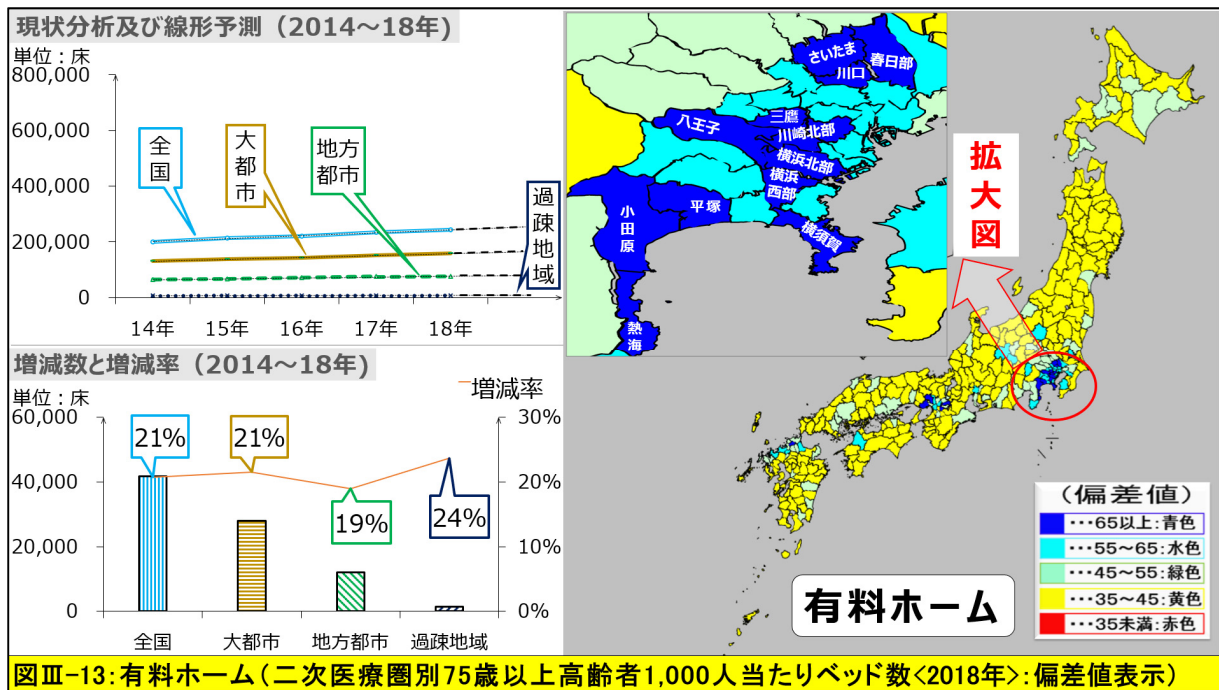 現状分析及び線形予測（2014～18年）
単位：床
800,000
600,000
400,000
200,000
0
全国
大都市
地方都市
過疎地域
14年 15年 16年 17年 18年
増減数と増減率（2014～18年）
単位：床
増減率
60,000
40,000
20,000
0
30%
20%
10%
0%
21%
21%
19%
24%
全国 大都市 地方都市 過疎地域
さいたま
春日部
川口
八王子
三鷹
川崎北部
横浜北部
横浜
西部
平塚
小田原
横須賀
熱海
拡大図
（偏差値）
･･･65以上：青色
･･･55～65：水色
･･･45～55：緑色
･･･35～45：黄色
･･･35未満：赤色
有料ホーム
図Ⅲ-13：有料ホーム（二次医療圏別75歳以上高齢者1,000人当たりベッド数<2018年>：偏差値表示）